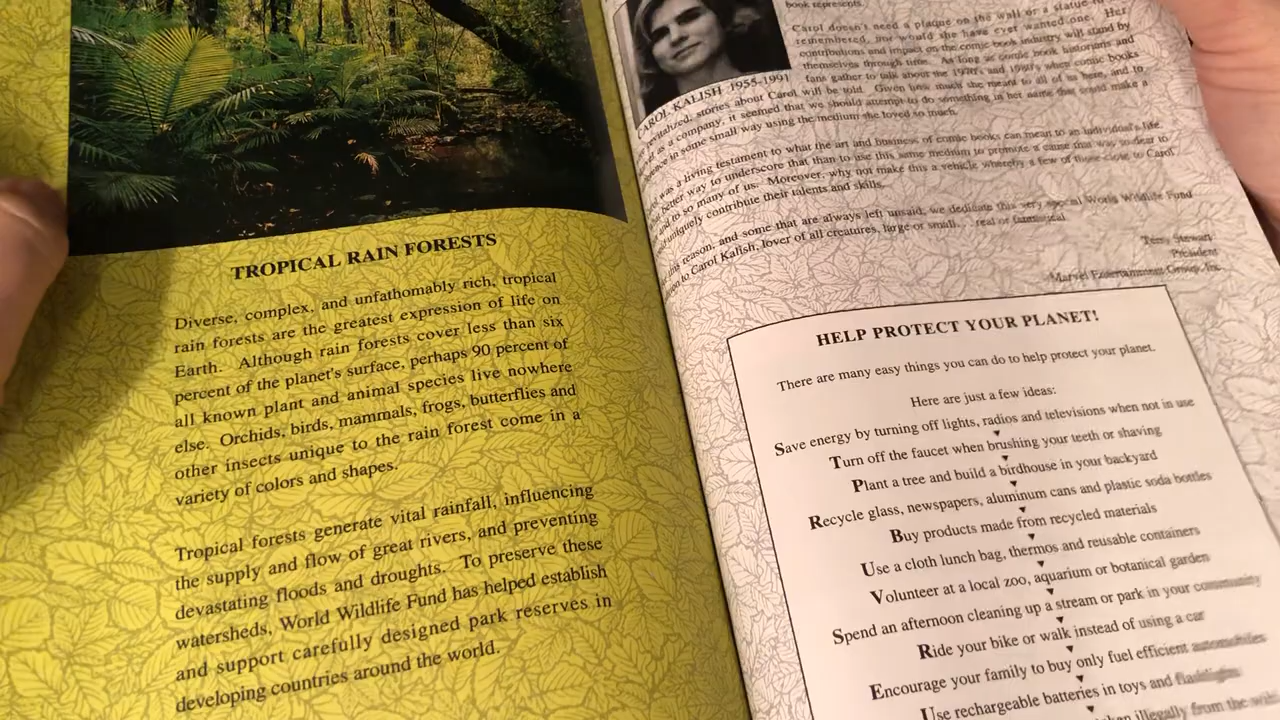 TROPICAL RAIN FORESTS
Diverse, complex, and unfathomably rich, tropical
rain forests are the greatest expression of life on
Earth. Although rain forests cover less than six
percent of the planet's surface, perhaps 90 percent of
all known plant and animal species live nowhere
else. Orchids, birds, mammals, frogs, butterflies and
other insects unique to the rain forest come in a
variety of colors and shapes.
Tropical forests generate vital rainfall, influencing
the supply and flow of great rivers, and preventing
devastating floods and droughts. To preserve these
watersheds, World Wildlife Fund has helped establish
and support carefully designed park reserves in
developing countries around the world.
book represents.
Carol doesn't need a plaque on the wall or a statue to
remembered, nor would she have ever wanted one. Her
contributions and impact on the comic book industry will stand by
themselves through time. As long as comic book historians and
fans gather to talk about the 1970's and 1980's when comic books
CAROL KALISH 1955-1991
revitalized, stories about Carol will be told. Given how much she meant to all of us here, and to
as a company, it seemed that we should attempt to do something in her name that could make a
in some small way using the medium she loved so much.
was a living testament to what the art and business of comic books can mean to an individual's life.
better way to underscore that than to use this same medium to promote a cause that was so dear to
and to so many of us. Moreover, why not make this a vehicle whereby a few of those close to Carol
uniquely contribute their talents and skills.
this reason, and some that are always left unsaid, we dedicate this very special World Wildlife Fund
to Carol Kalish, lover of all creatures, large or small. . . real or fantastical.
Terry Stewart
President
Marvel Entertainment Group, Inc.
HELP PROTECT YOUR PLANET!
There are many easy things you can do to help protect your planet.
Here are just a few ideas:
Save energy by turning off lights, radios and televisions when not in use
Turn off the faucet when brushing your teeth or shaving
Plant a tree and build a birdhouse in your backyard
Recycle glass, newspapers, aluminum cans and plastic soda bottles
Buy products made from recycled materials
Use a cloth lunch bag, thermos and reusable containers
Volunteer at a local zoo, aquarium or botanical garden
Spend an afternoon cleaning up a stream or park in your community
Ride your bike or walk instead of using a car
Encourage your family to buy only fuel efficient automobiles
Use rechargeable batteries in toys and flashlights
taken illegally from the wild